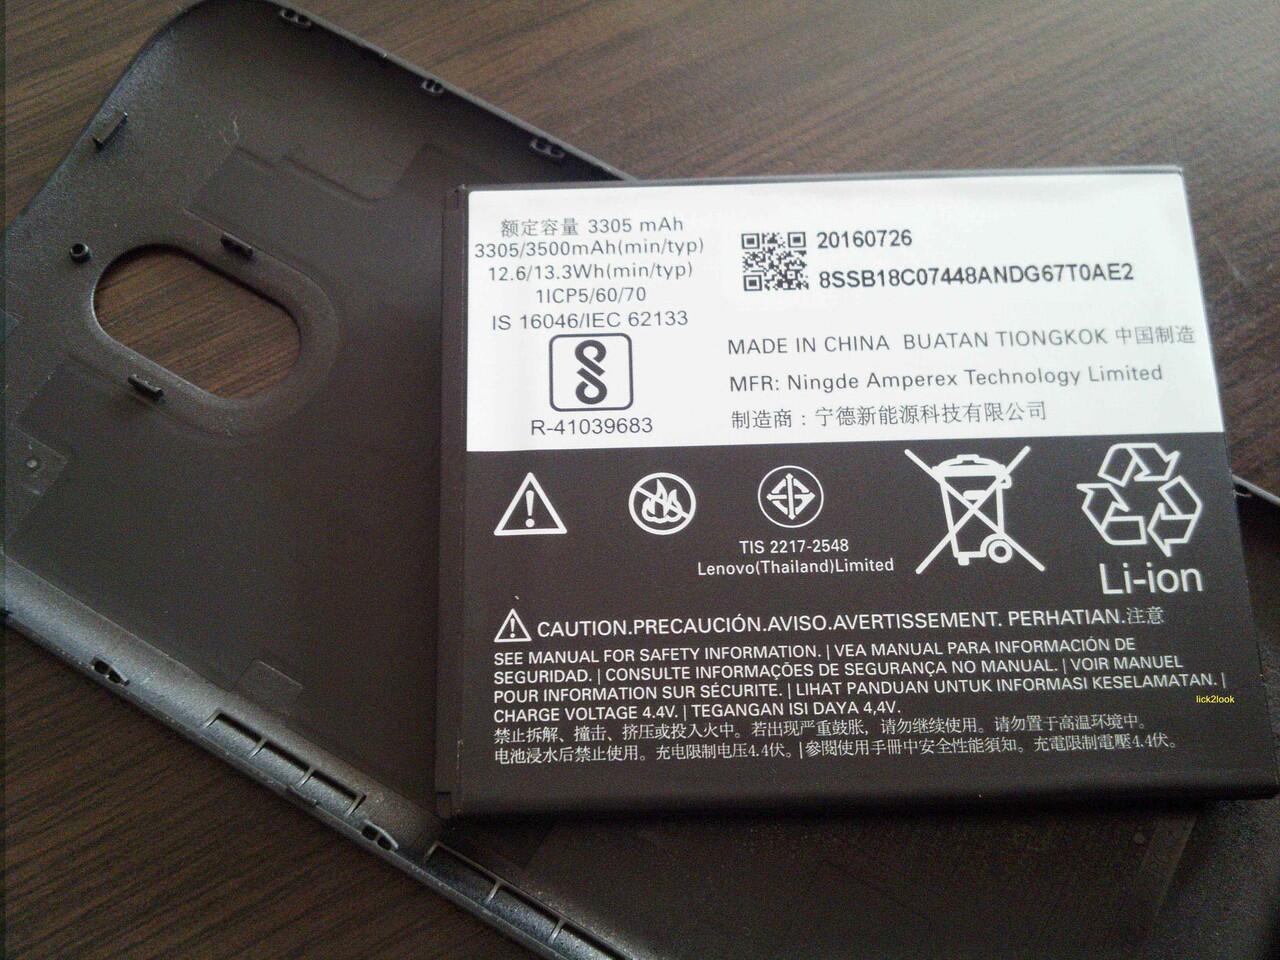 额定容量 3305 mAh
3305/3500mAh(min/typ)
12.6/13.3Wh(min/typ)
1ICP5/60/70
IS 16046/IEC 62133
R-41039683
20160726
8SSB18C07448ANDG67T0AE2
MADE IN CHINA BUATAN TIONGKOK 中国制造
MFR: Ningde Amperex Technology Limited
制造商：宁德新能源科技有限公司
TIS 2217-2548
Lenovo(Thailand)Limited
Li-ion
CAUTION.PRECAUCIÓN.AVISO.AVERTISSEMENT. PERHATIAN.注意
SEE MANUAL FOR SAFETY INFORMATION. | VEA MANUAL PARA INFORMACIÓN DE
SEGURIDAD. | CONSULTE INFORMAÇÕES DE SEGURANÇA NO MANUAL. | VOIR MANUEL
POUR INFORMATION SUR SÉCURITE. | LIHAT PANDUAN UNTUK INFORMASI KESELAMATAN. |
CHARGE VOLTAGE 4.4V. | TEGANGAN ISI DAYA 4,4V.
禁止拆解、撞击、挤压或投入火中。若出现严重鼓胀，请勿继续使用。请勿置于高温环境中。
电池浸水后禁止使用。充电限制电压4.4伏。|參閱使用手冊中安全性能須知。充電限制電壓4.4伏。
lick2look